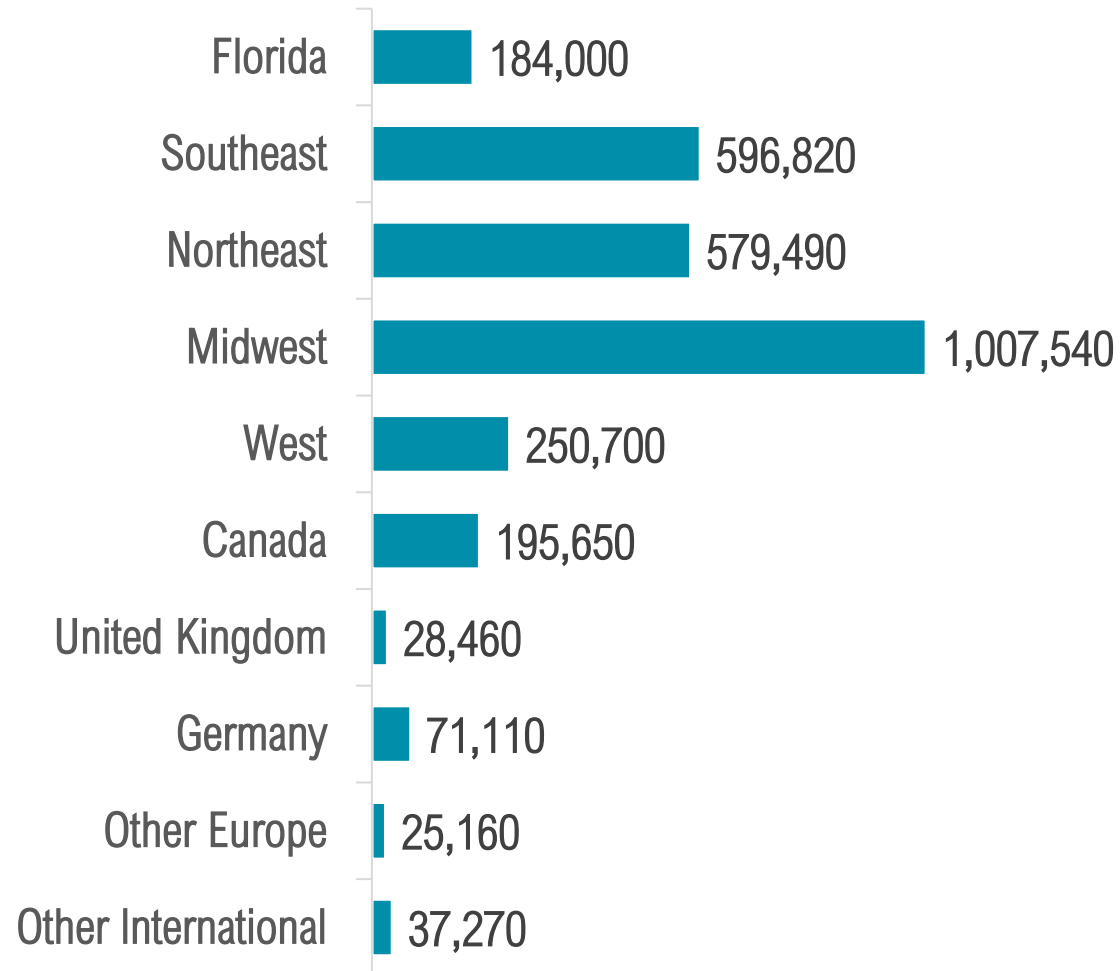 Florida 184,000
Southeast 596,820
Northeast 579,490
Midwest 1,007,540
West 250,700
Canada 195,650
United Kingdom 28,460
Germany 71,110
Other Europe 25,160
Other International 37,270